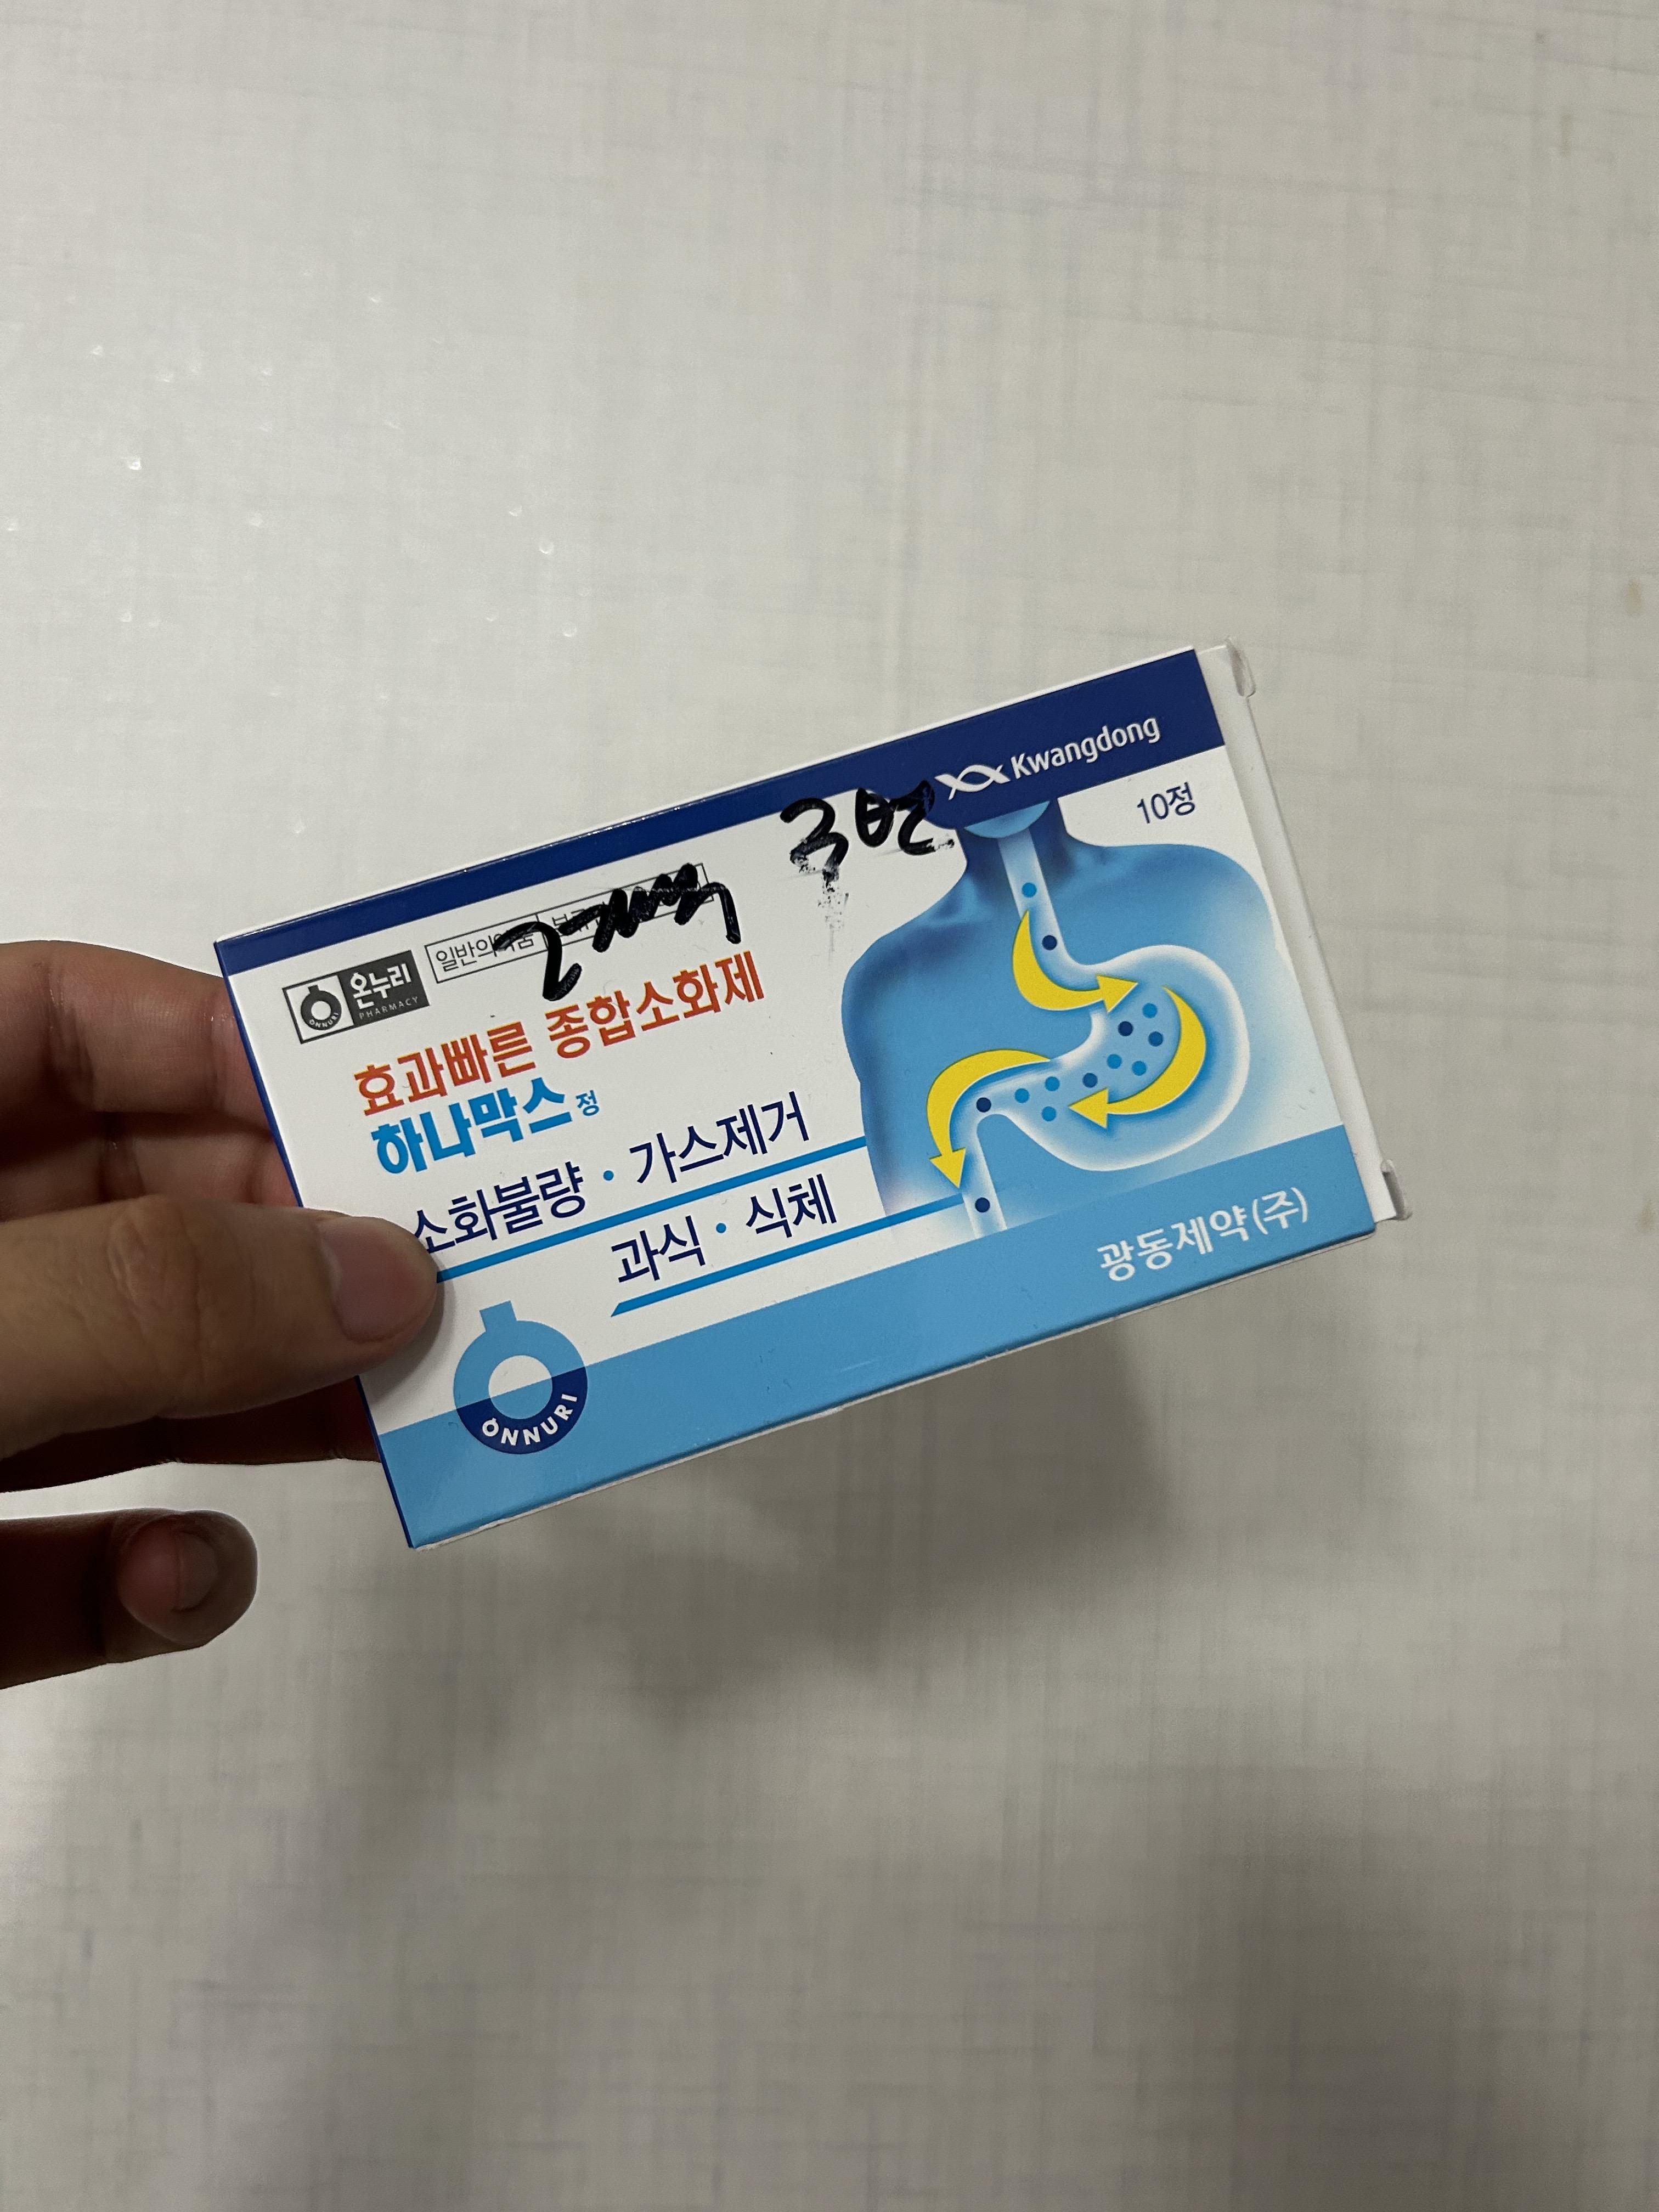 Kwangdong
10정
3번
2개씩
온누리
PHARMACY
ONNURI
일반의약품
효과빠른 종합소화제
하나막스정
소화불량 · 가스제거
과식 · 식체
광동제약(주)
ONNURI